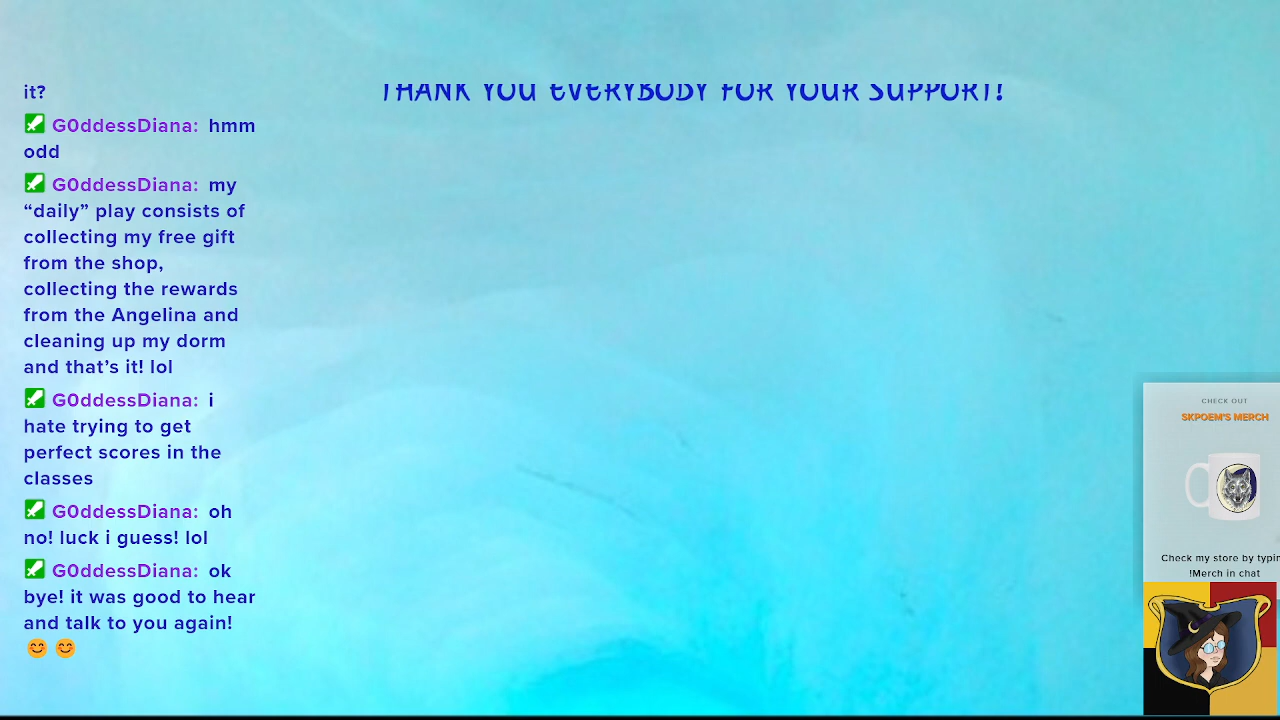 it?
THANK YOU EVERYBODY FOR YOUR SUPPORT!
G0ddessDiana: hmm
odd
G0ddessDiana: my
“daily” play consists of
collecting my free gift
from the shop,
collecting the rewards
from the Angelina and
cleaning up my dorm
and that’s it! lol
G0ddessDiana: i
hate trying to get
perfect scores in the
classes
G0ddessDiana: oh
no! luck i guess! lol
G0ddessDiana: ok
bye! it was good to hear
and talk to you again!
😊 😊
CHECK OUT
SKPOEM'S MERCH
Check my store by typin
!Merch in chat